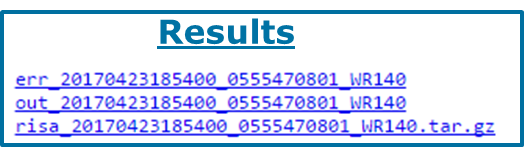 Results
err_20170423185400_0555470801_WR140
out_20170423185400_0555470801_WR140
risa_20170423185400_0555470801_WR140.tar.gz